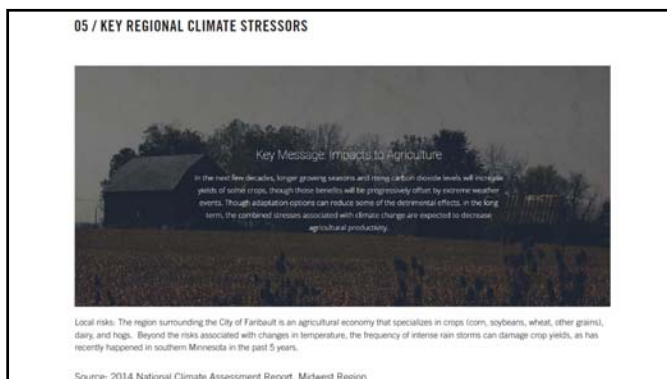 05 / KEY REGIONAL CLIMATE STRESSORS
Key Message: Impacts to Agriculture
In the next few decades, longer growing seasons and rising carbon dioxide levels will increase
yields of some crops, though those benefits will be progressively offset by extreme weather
events. Though adaptation options can reduce some of the detrimental effects, in the long
term, the combined stresses associated with climate change are expected to decrease
agricultural productivity.
Local risks: The region surrounding the City of Faribault is an agricultural economy that specializes in crops (corn, soybeans, wheat, other grains),
dairy, and hogs. Beyond the risks associated with changes in temperature, the frequency of intense rain storms can damage crop yields, as has
recently happened in southern Minnesota in the past 5 years.
Source: 2014 National Climate Assessment Report, Midwest Region